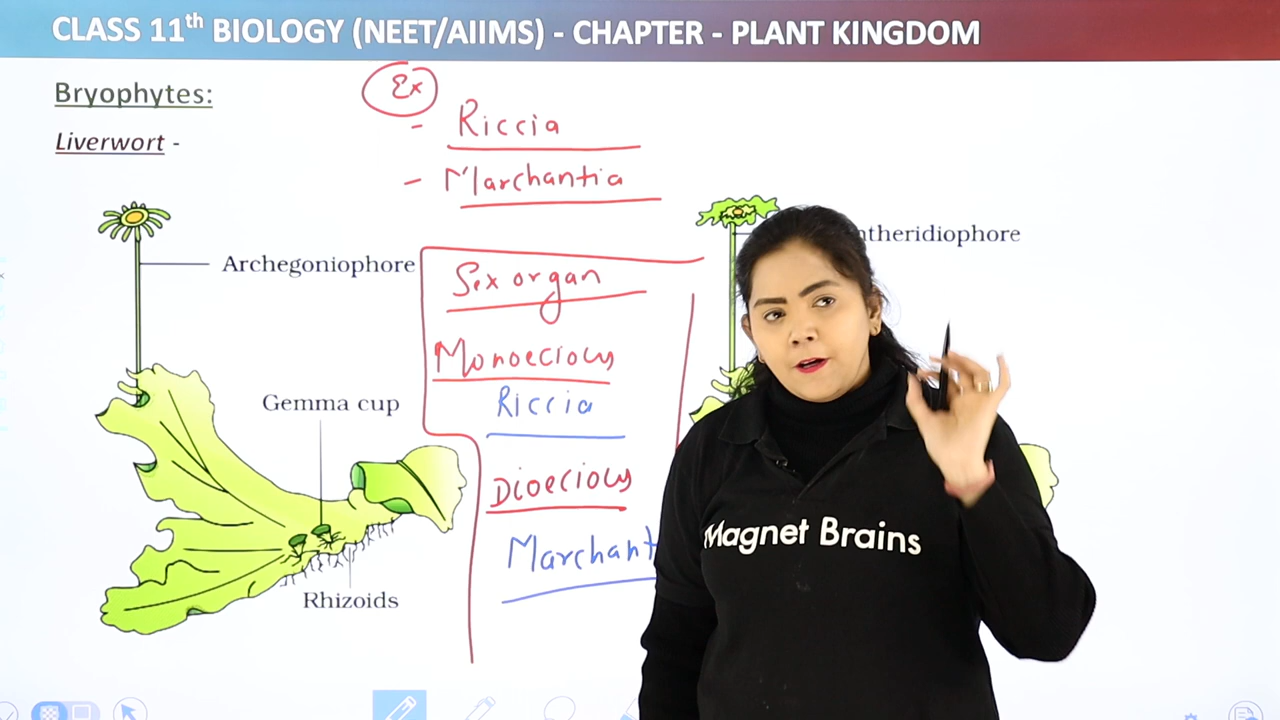 CLASS 11th BIOLOGY (NEET/AIIMS) - CHAPTER - PLANT KINGDOM
Bryophytes:
Ex
Liverwort -
- Riccia
- Marchantia
Archegoniophore
ntheridiophore
Sex organ
Monoecious
Riccia
Gemma cup
Dioecious
Marchant
Rhizoids
Magnet Brains